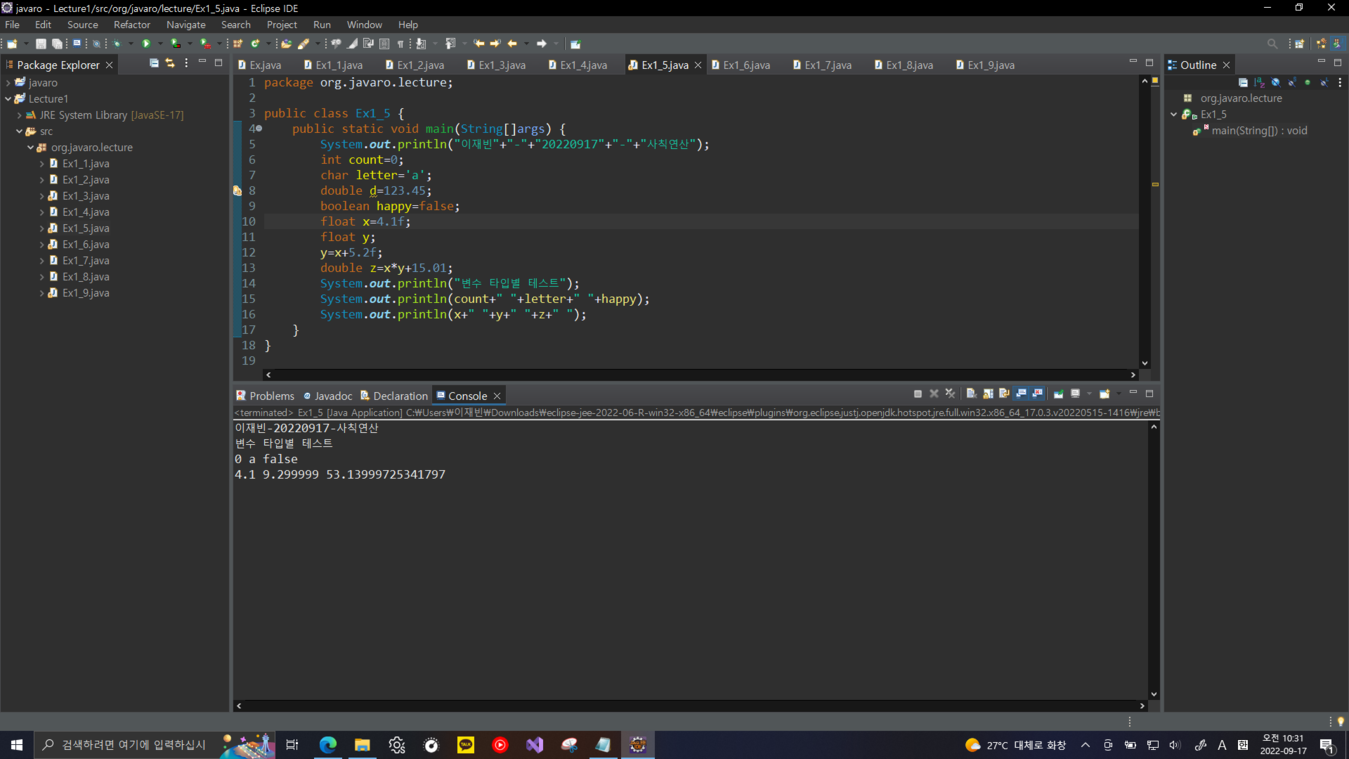 javaro - Lecture1/src/org/javaro/lecture/Ex1_5.java - Eclipse IDE
File Edit Source Refactor Navigate Search Project Run Window Help
Package Explorer
javaro
Lecture1
JRE System Library [JavaSE-17]
src
org.javaro.lecture
Ex1_1.java
Ex1_2.java
Ex1_3.java
Ex1_4.java
Ex1_5.java
Ex1_6.java
Ex1_7.java
Ex1_8.java
Ex1_9.java
Ex.java Ex1_1.java Ex1_2.java Ex1_3.java Ex1_4.java Ex1_5.java Ex1_6.java Ex1_7.java Ex1_8.java Ex1_9.java
1 package org.javaro.lecture;
2
3 public class Ex1_5 {
4 public static void main(String[]args) {
5 System.out.println("이재빈"+"-"+"20220917"+"-"+"사칙연산");
6 int count=0;
7 char letter='a';
8 double d=123.45;
9 boolean happy=false;
10 float x=4.1f;
11 float y;
12 y=x+5.2f;
13 double z=x*y+15.01;
14 System.out.println("변수 타입별 테스트");
15 System.out.println(count+" "+letter+" "+happy);
16 System.out.println(x+" "+y+" "+z+" ");
17 }
18 }
19
Problems Javadoc Declaration Console
<terminated> Ex1_5 [Java Application] C:₩Users₩이재빈₩Downloads₩eclipse-jee-2022-06-R-win32-x86_64₩eclipse₩plugins₩org.eclipse.justj.openjdk.hotspot.jre.full.win32.x86_64_17.0.3.v20220515-1416₩jre₩b
이재빈-20220917-사칙연산
변수 타입별 테스트
0 a false
4.1 9.299999 53.13999725341797
Outline
org.javaro.lecture
Ex1_5
main(String[]) : void
검색하려면 여기에 입력하십시
TALK
27°C 대체로 화창
A
한
오전 10:31
2022-09-17
1